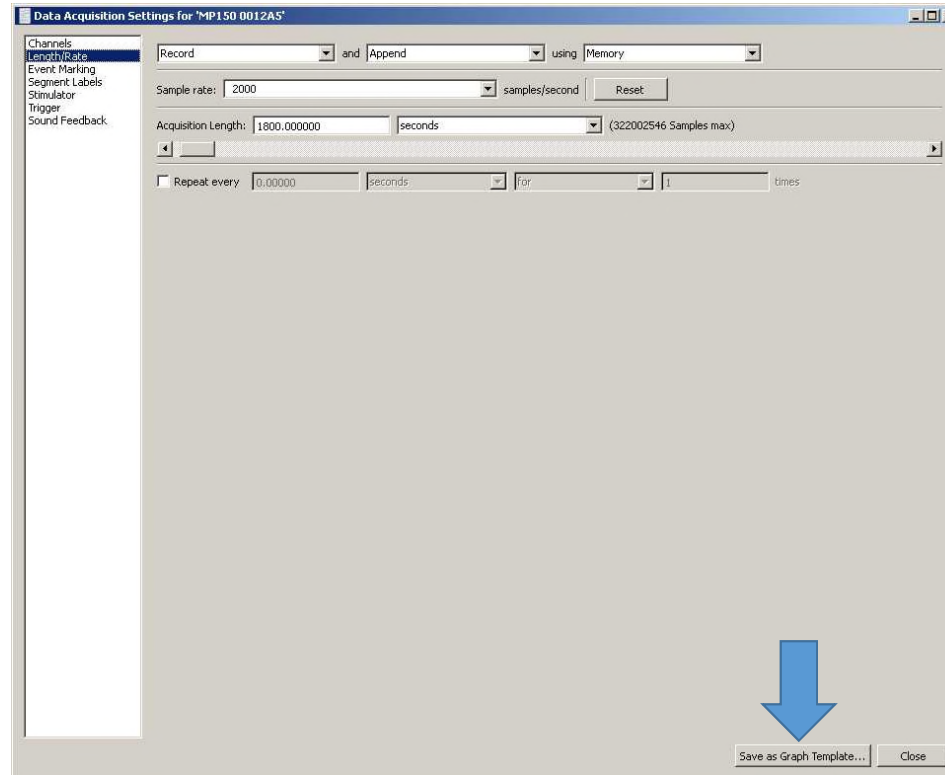 Data Acquisition Settings for 'MP150 0012A5'
Channels
Length/Rate
Event Marking
Segment Labels
Stimulator
Trigger
Sound Feedback
Record and Append using Memory
Sample rate: 2000 samples/second Reset
Acquisition Length: 1800.000000 seconds (322002546 Samples max)
Repeat every 0.00000 seconds for 1 times
Save as Graph Template... Close